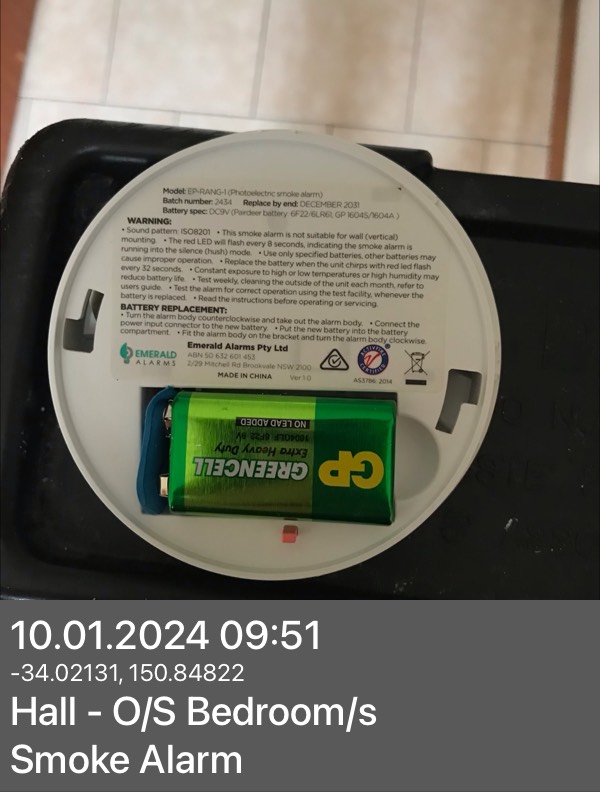 Model: EP-RANG-1 (Photoelectric smoke alarm)
Batch number: 2434 Replace by end: DECEMBER 2031
Battery spec: DC9V (Pairdeer battery: 6F22/6LR61, GP 1604S/1604A )
WARNING:
• Sound pattern: ISO8201 • This smoke alarm is not suitable for wall (vertical)
mounting. • The red LED will flash every 8 seconds, indicating the smoke alarm is
running into the silence (hush) mode. • Use only specified batteries, other batteries may
cause improper operation. • Replace the battery when the unit chirps with red led flash
every 32 seconds. • Constant exposure to high or low temperatures or high humidity may
reduce battery life. • Test weekly, cleaning the outside of the unit each month, refer to
users guide. • Test the alarm for correct operation using the test facility, whenever the
battery is replaced. • Read the instructions before operating or servicing.
BATTERY REPLACEMENT:
• Turn the alarm body counterclockwise and take out the alarm body. • Connect the
power input connector to the new battery. • Put the new battery into the battery
compartment. • Fit the alarm body on the bracket and turn the alarm body clockwise.
EMERALD
ALARMS
Emerald Alarms Pty Ltd
ABN 50 632 601 453
2/29 Mitchell Rd Brookvale NSW 2100
MADE IN CHINA Ver 1.0
AS3786: 2014
GP GREENCELL
Extra Heavy Duty
6F22 9V
NO LEAD ADDED
10.01.2024 09:51
-34.02131, 150.84822
Hall - O/S Bedroom/s
Smoke Alarm